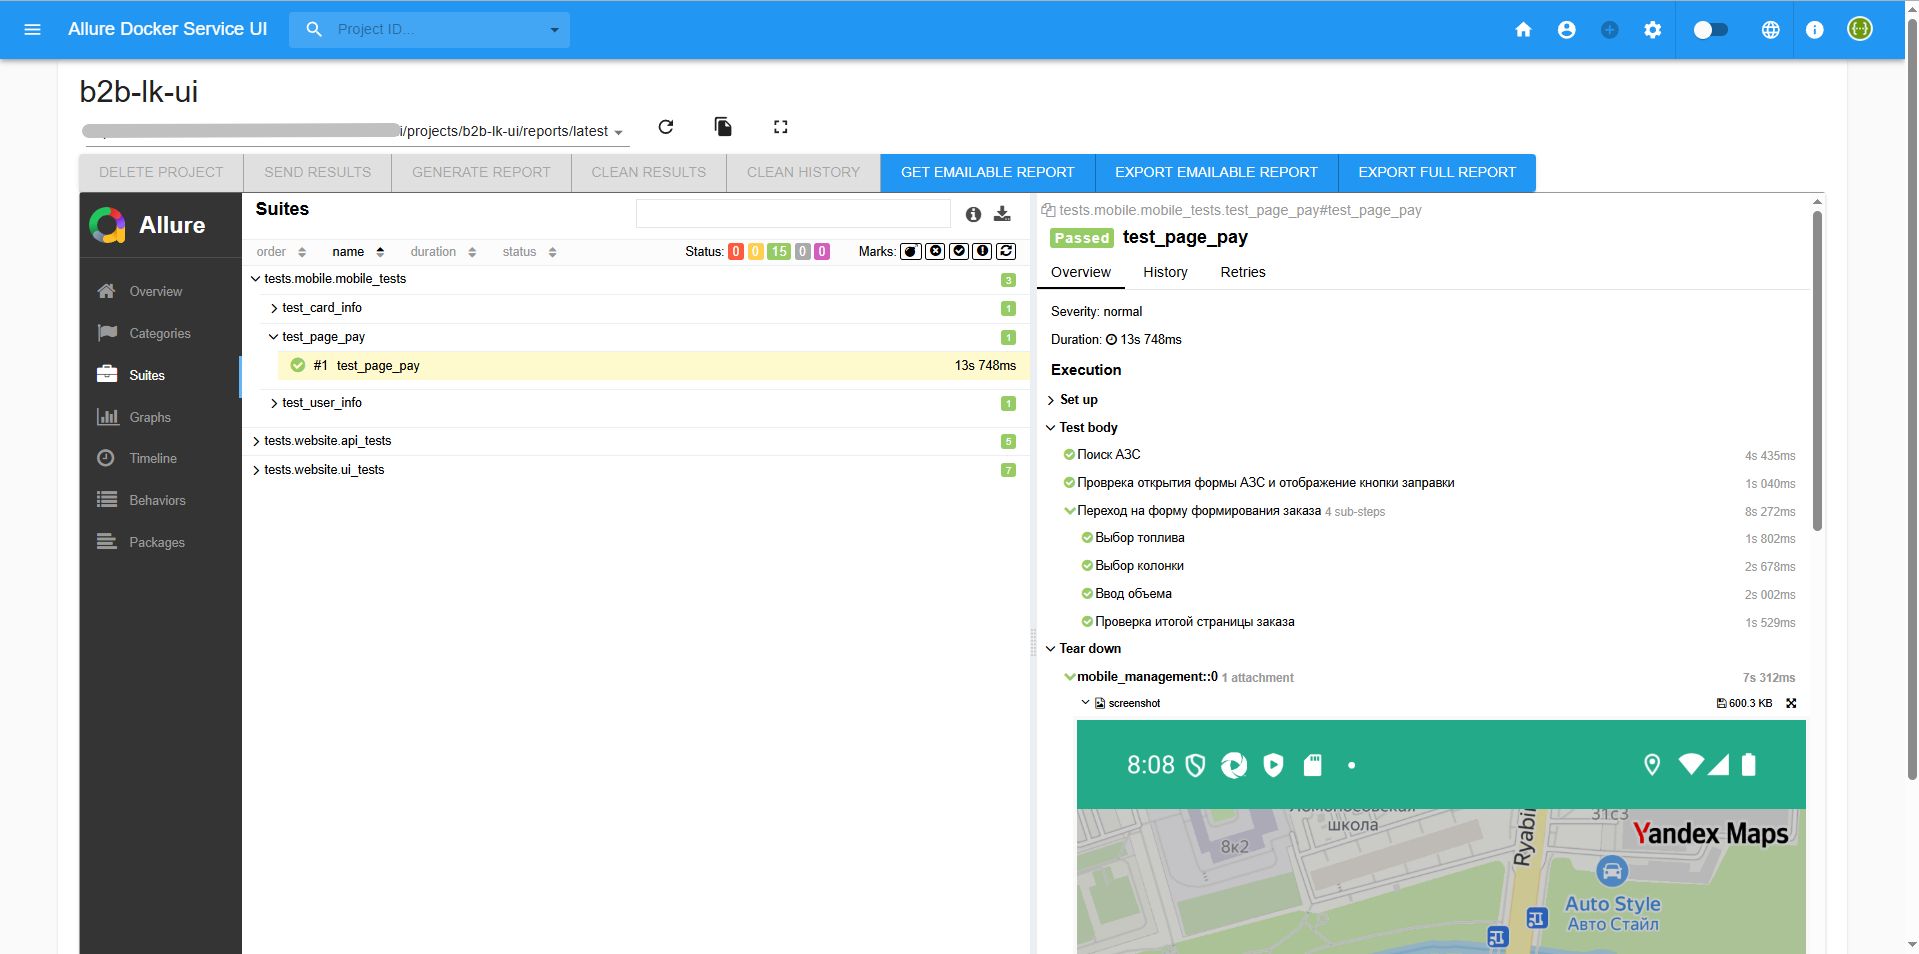 Allure Docker Service UI
Project ID...
b2b-lk-ui
i/projects/b2b-lk-ui/reports/latest
DELETE PROJECT
SEND RESULTS
GENERATE REPORT
CLEAN RESULTS
CLEAN HISTORY
GET EMAILABLE REPORT
EXPORT EMAILABLE REPORT
EXPORT FULL REPORT
Allure
Overview
Categories
Suites
Graphs
Timeline
Behaviors
Packages
Suites
order name duration status
Status: 0 0 15 0 0
Marks:
tests.mobile.mobile_tests 3
test_card_info 1
test_page_pay 1
#1 test_page_pay 13s 748ms
test_user_info 1
tests.website.api_tests 5
tests.website.ui_tests 7
tests.mobile.mobile_tests.test_page_pay#test_page_pay
Passed test_page_pay
Overview History Retries
Severity: normal
Duration: 13s 748ms
Execution
Set up
Test body
Поиск АЗС 4s 435ms
Проврека открытия формы АЗС и отображение кнопки заправки 1s 040ms
Переход на форму формирования заказа 4 sub-steps 8s 272ms
Выбор топлива 1s 802ms
Выбор колонки 2s 678ms
Ввод объема 2s 002ms
Проверка итогой страницы заказа 1s 529ms
Tear down
mobile_management::0 1 attachment 7s 312ms
screenshot 600.3 KB
8:08
Ломоносовская
школа
8к2
Ryabin
31с3
Yandex Maps
Auto Style
Авто Стайл